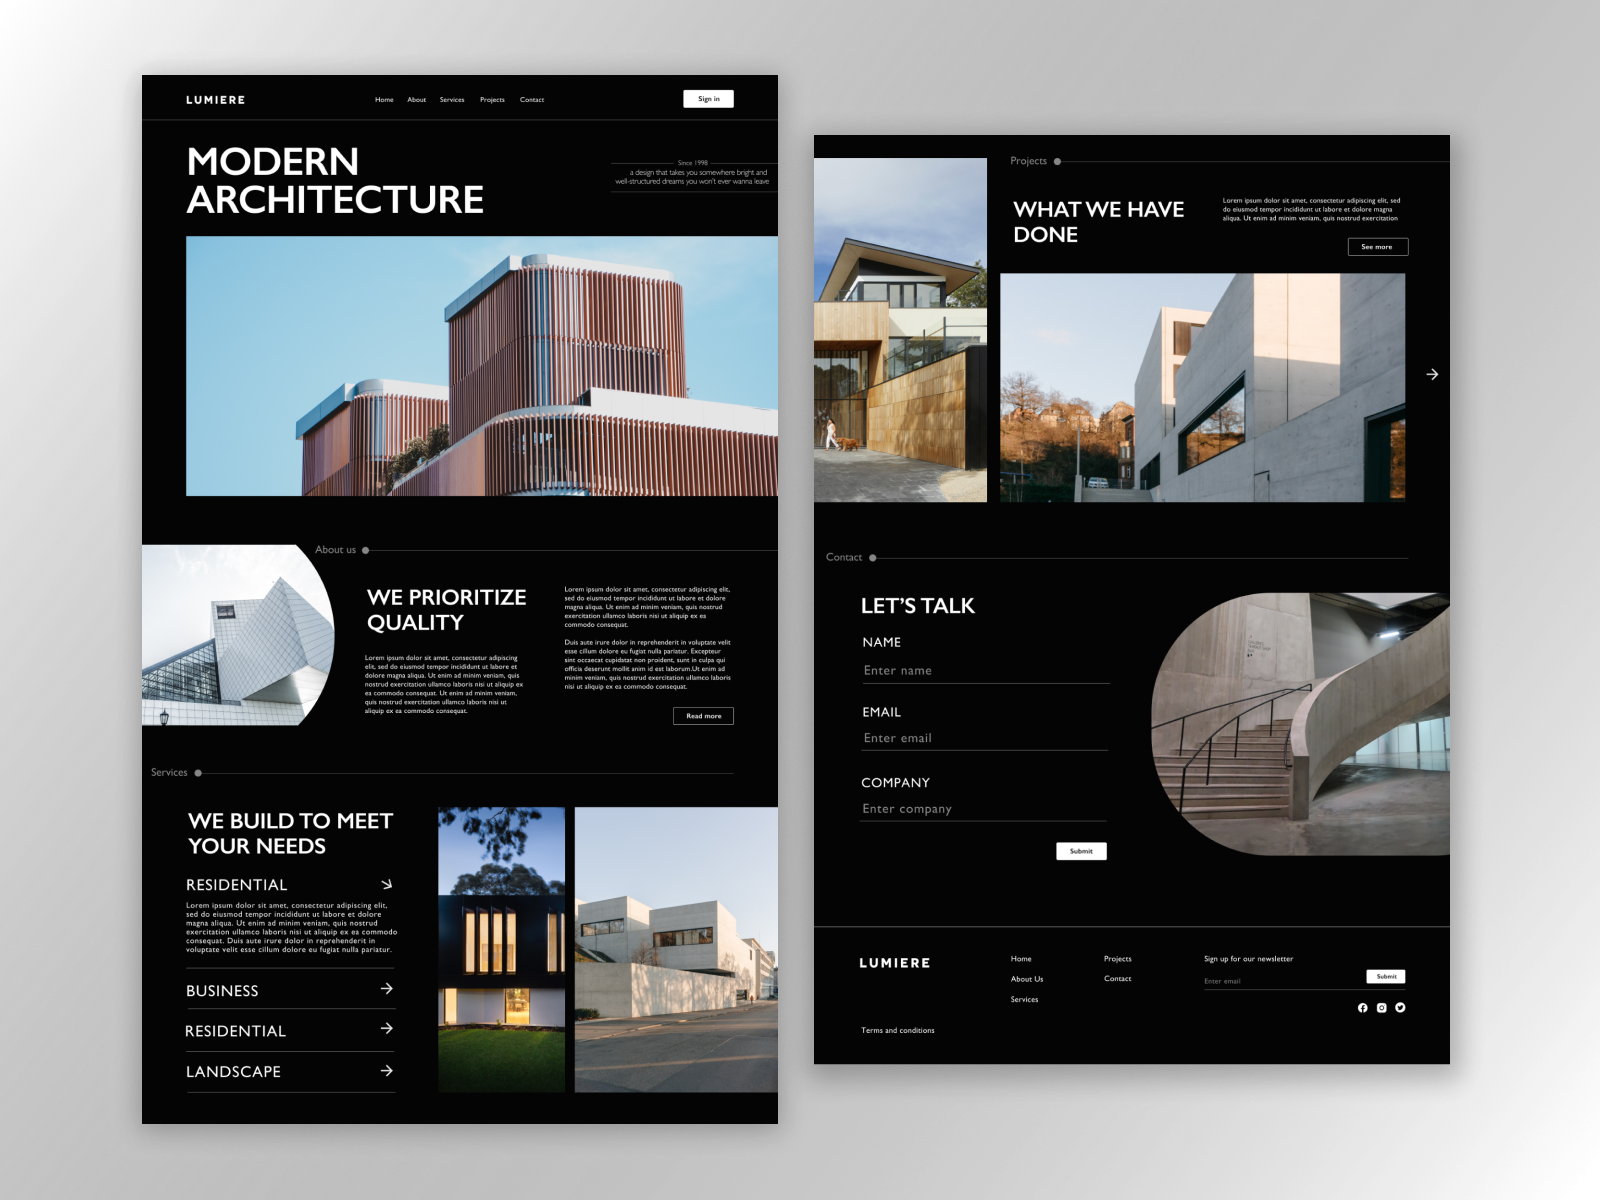 LUMIERE
Home About Services Projects Contact
Sign in
MODERN
ARCHITECTURE
Since 1998
a design that takes you somewhere bright and
well-structured dreams you won't ever wanna leave
About us
WE PRIORITIZE
QUALITY
Lorem ipsum dolor sit amet, consectetur adipiscing
elit, sed do eiusmod tempor incididunt ut labore et
dolore magna aliqua. Ut enim ad minim veniam, quis
nostrud exercitation ullamco laboris nisi ut aliquip ex
ea commodo consequat. Ut enim ad minim veniam,
quis nostrud exercitation ullamco laboris nisi ut
aliquip ex ea commodo consequat.
Lorem ipsum dolor sit amet, consectetur adipiscing elit,
sed do eiusmod tempor incididunt ut labore et dolore
magna aliqua. Ut enim ad minim veniam, quis nostrud
exercitation ullamco laboris nisi ut aliquip ex ea
commodo consequat.
Duis aute irure dolor in reprehenderit in voluptate velit
esse cillum dolore eu fugiat nulla pariatur. Excepteur
sint occaecat cupidatat non proident, sunt in culpa qui
officia deserunt mollit anim id est laborum.Ut enim ad
minim veniam, quis nostrud exercitation ullamco laboris
nisi ut aliquip ex ea commodo consequat.
Read more
Services
WE BUILD TO MEET
YOUR NEEDS
RESIDENTIAL
Lorem ipsum dolor sit amet, consectetur adipiscing elit,
sed do eiusmod tempor incididunt ut labore et dolore
magna aliqua. Ut enim ad minim veniam, quis nostrud
exercitation ullamco laboris nisi ut aliquip ex ea commodo
consequat. Duis aute irure dolor in reprehenderit in
voluptate velit esse cillum dolore eu fugiat nulla pariatur.
BUSINESS
RESIDENTIAL
LANDSCAPE
Projects
WHAT WE HAVE
DONE
Lorem ipsum dolor sit amet, consectetur adipiscing elit, sed
do eiusmod tempor incididunt ut labore et dolore magna
aliqua. Ut enim ad minim veniam, quis nostrud exercitation
See more
Contact
LET'S TALK
NAME
Enter name
EMAIL
Enter email
COMPANY
Enter company
Submit
LUMIERE
Home
About Us
Services
Projects
Contact
Sign up for our newsletter
Enter email
Submit
Terms and conditions